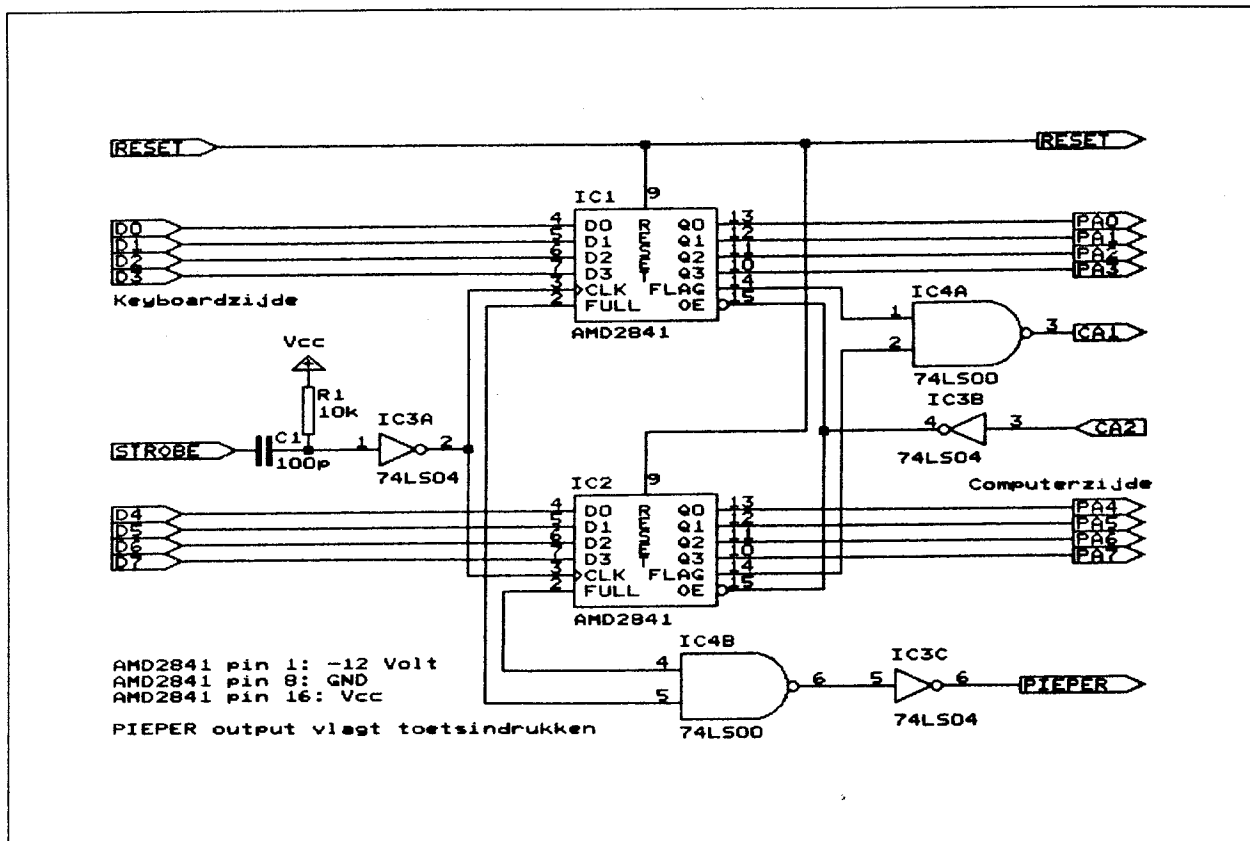 RESET RESET
IC1 9
D0 4 D0 RESET Q0 13 PA0
D1 5 D1 Q1 12 PA1
D2 6 D2 Q2 11 PA2
D3 7 D3 Q3 10 PA3
Keyboardzijde 3 CLK FLAG 14 IC4A
2 FULL OE 15 1
AMD2841 3 CA1
Vcc 2
R1 74LS00
10k IC3A IC3B
STROBE C1 1 2 4 3 CA2
100p 74LS04 9 74LS04
IC2 Computerzijde
D4 4 D0 RESET Q0 13 PA4
D5 5 D1 Q1 12 PA5
D6 6 D2 Q2 11 PA6
D7 7 D3 Q3 10 PA7
3 CLK FLAG 14
2 FULL OE 15
AMD2841
IC4B
AMD2841 pin 1: -12 Volt 4 IC3C
AMD2841 pin 8: GND 6 5 6 PIEPER
AMD2841 pin 16: Vcc 5
74LS04
PIEPER output vlagt toetsindrukken 74LS00